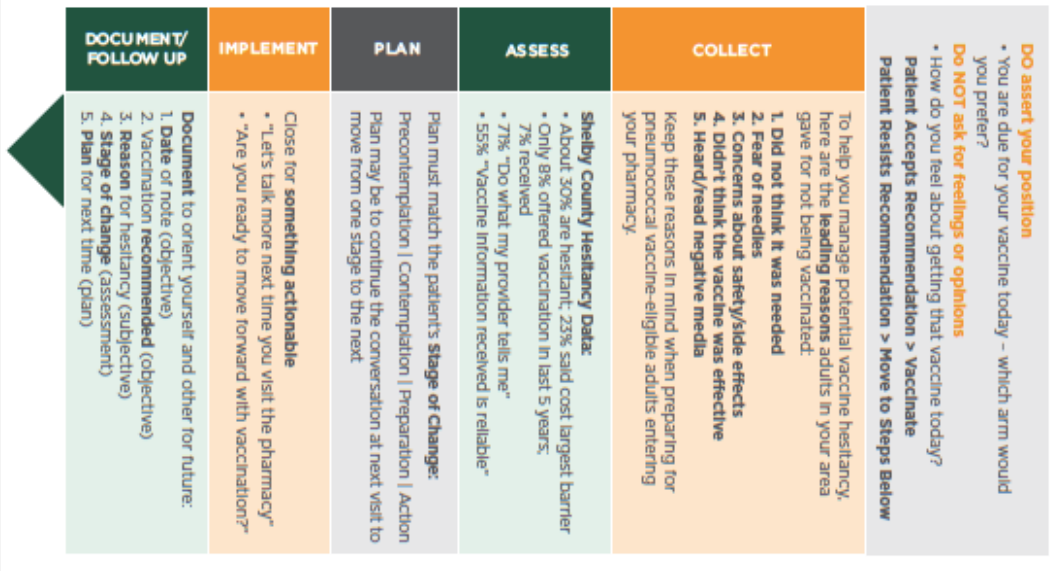 DO assert your position
• You are due for your vaccine today - which arm would
you prefer?
Do NOT ask for feelings or opinions
• How do you feel about getting that vaccine today?
Patient Accepts Recommendation > Vaccinate
Patient Resists Recommendation > Move to Steps Below
COLLECT
To help you manage potential vaccine hesitancy,
here are the leading reasons adults in your area
gave for not being vaccinated:
1. Did not think it was needed
2. Fear of needles
3. Concerns about safety/side effects
4. Didn't think the vaccine was effective
5. Heard/read negative media
Keep these reasons in mind when preparing for
pneumococcal vaccine-eligible adults entering
your pharmacy.
ASSESS
Shelby County Hesitancy Data:
• About 30% are hesitant; 23% said cost largest barrier
• Only 8% offered vaccination in last 5 years;
7% received
• 7% "Do what my provider tells me"
• 55% "Vaccine information received is reliable"
PLAN
Plan must match the patient's Stage of Change:
Precontemplation | Contemplation | Preparation | Action
Plan may be to continue the conversation at next visit to
move from one stage to the next
IMPLEMENT
Close for something actionable
• "Let's talk more next time you visit the pharmacy"
• "Are you ready to move forward with vaccination?"
DOCUMENT/
FOLLOW UP
Document to orient yourself and other for future:
1. Date of note (objective)
2. Vaccination recommended (objective)
3. Reason for hesitancy (subjective)
4. Stage of change (assessment)
5. Plan for next time (plan)